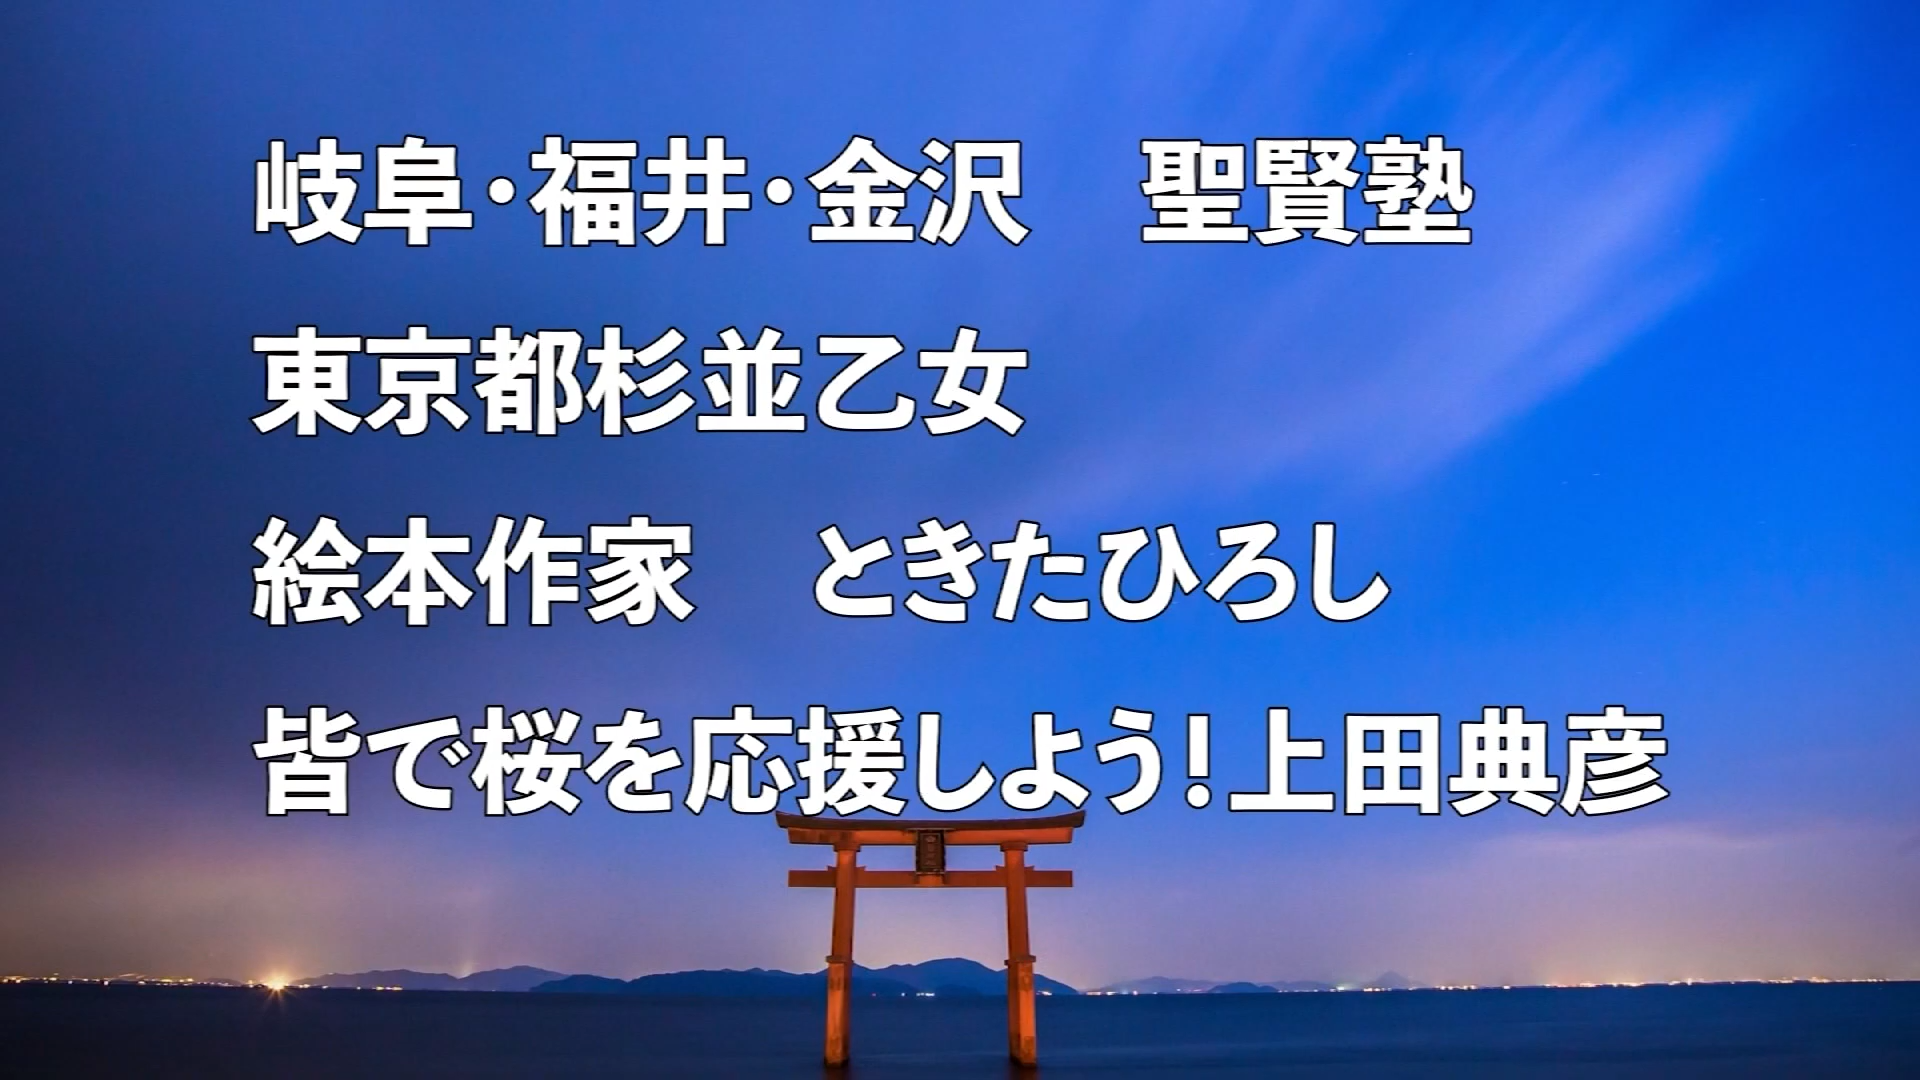 岐阜・福井・金沢　聖賢塾
東京都杉並乙女
絵本作家　ときたひろし
皆で桜を応援しよう！上田典彦